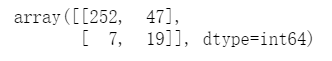 array([[252, 47],
[ 7, 19]], dtype=int64)